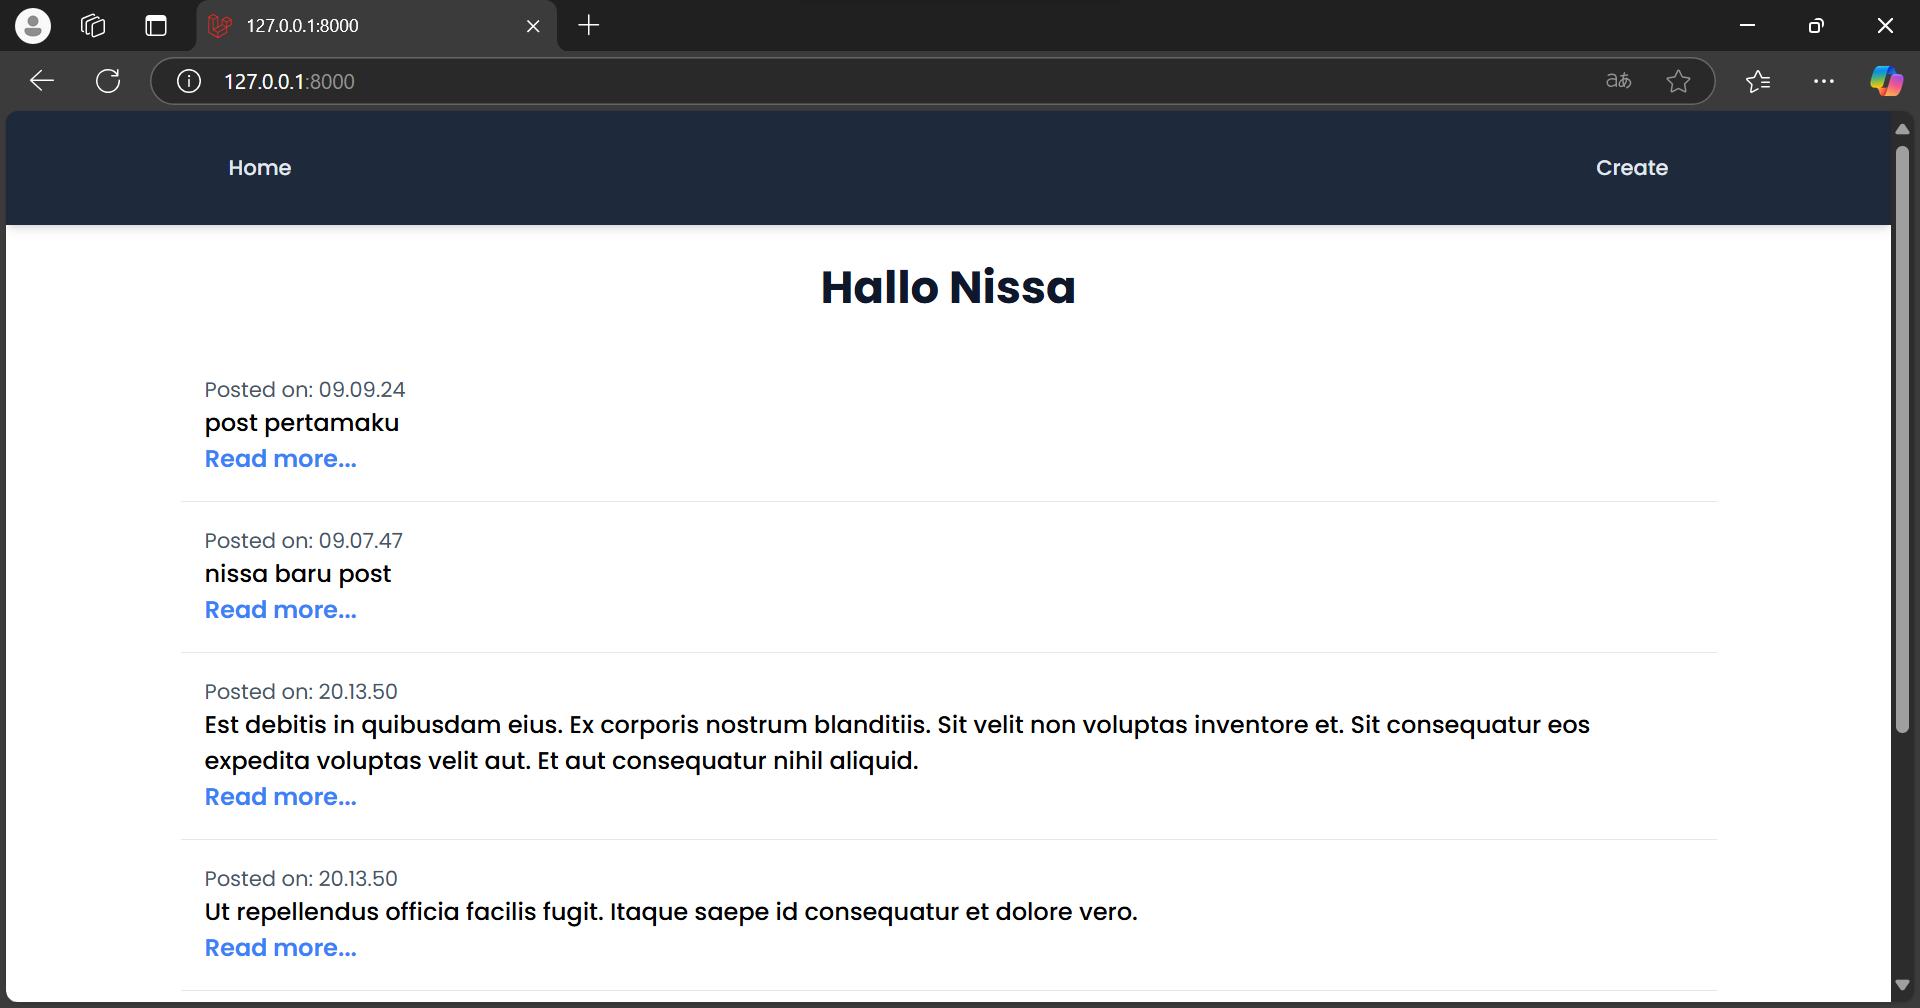 127.0.0.1:8000
127.0.0.1:8000
aあ
Home
Create
Hallo Nissa
Posted on: 09.09.24
post pertamaku
Read more...
Posted on: 09.07.47
nissa baru post
Read more...
Posted on: 20.13.50
Est debitis in quibusdam eius. Ex corporis nostrum blanditiis. Sit velit non voluptas inventore et. Sit consequatur eos
expedita voluptas velit aut. Et aut consequatur nihil aliquid.
Read more...
Posted on: 20.13.50
Ut repellendus officia facilis fugit. Itaque saepe id consequatur et dolore vero.
Read more...